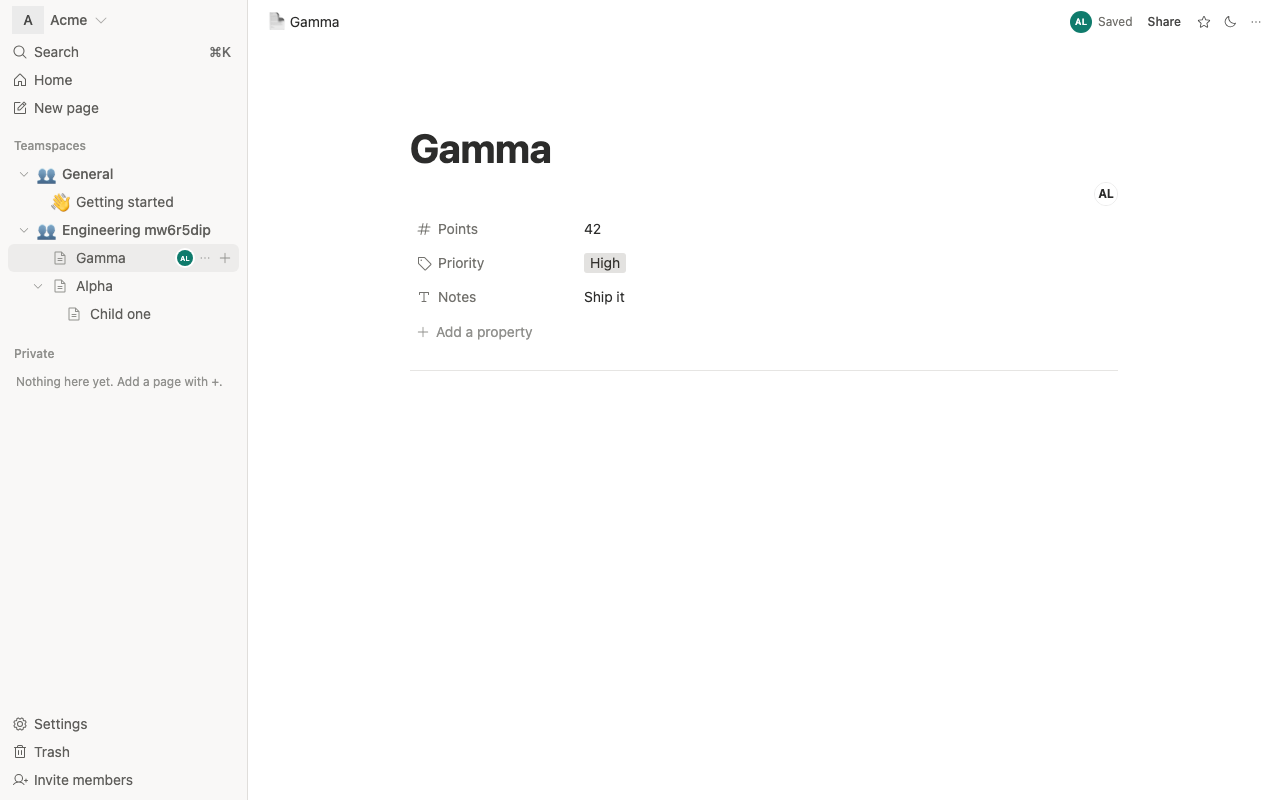 A Acme
Search ⌘K
Home
New page
Teamspaces
General
Getting started
Engineering mw6r5dip
Gamma AL
Alpha
Child one
Private
Nothing here yet. Add a page with +.
Settings
Trash
Invite members
Gamma
AL Saved Share
Gamma
AL
Points 42
Priority High
Notes Ship it
Add a property